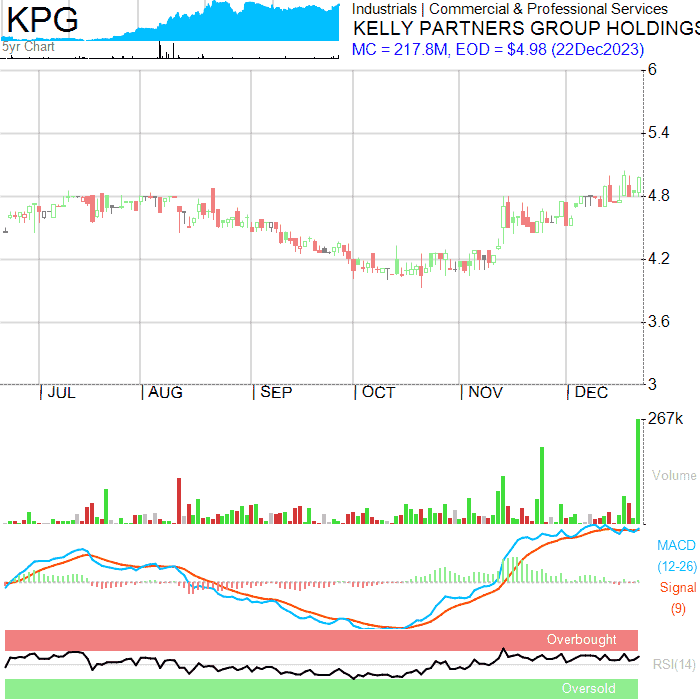 KPG
5yr Chart
Industrials | Commercial & Professional Services
KELLY PARTNERS GROUP HOLDINGS
MC = 217.8M, EOD = $4.98 (22Dec2023)
6
5.4
4.8
4.2
3.6
3
JUL
AUG
SEP
OCT
NOV
DEC
267k
Volume
MACD
(12-26)
Signal
(9)
Overbought
RSI(14)
Oversold